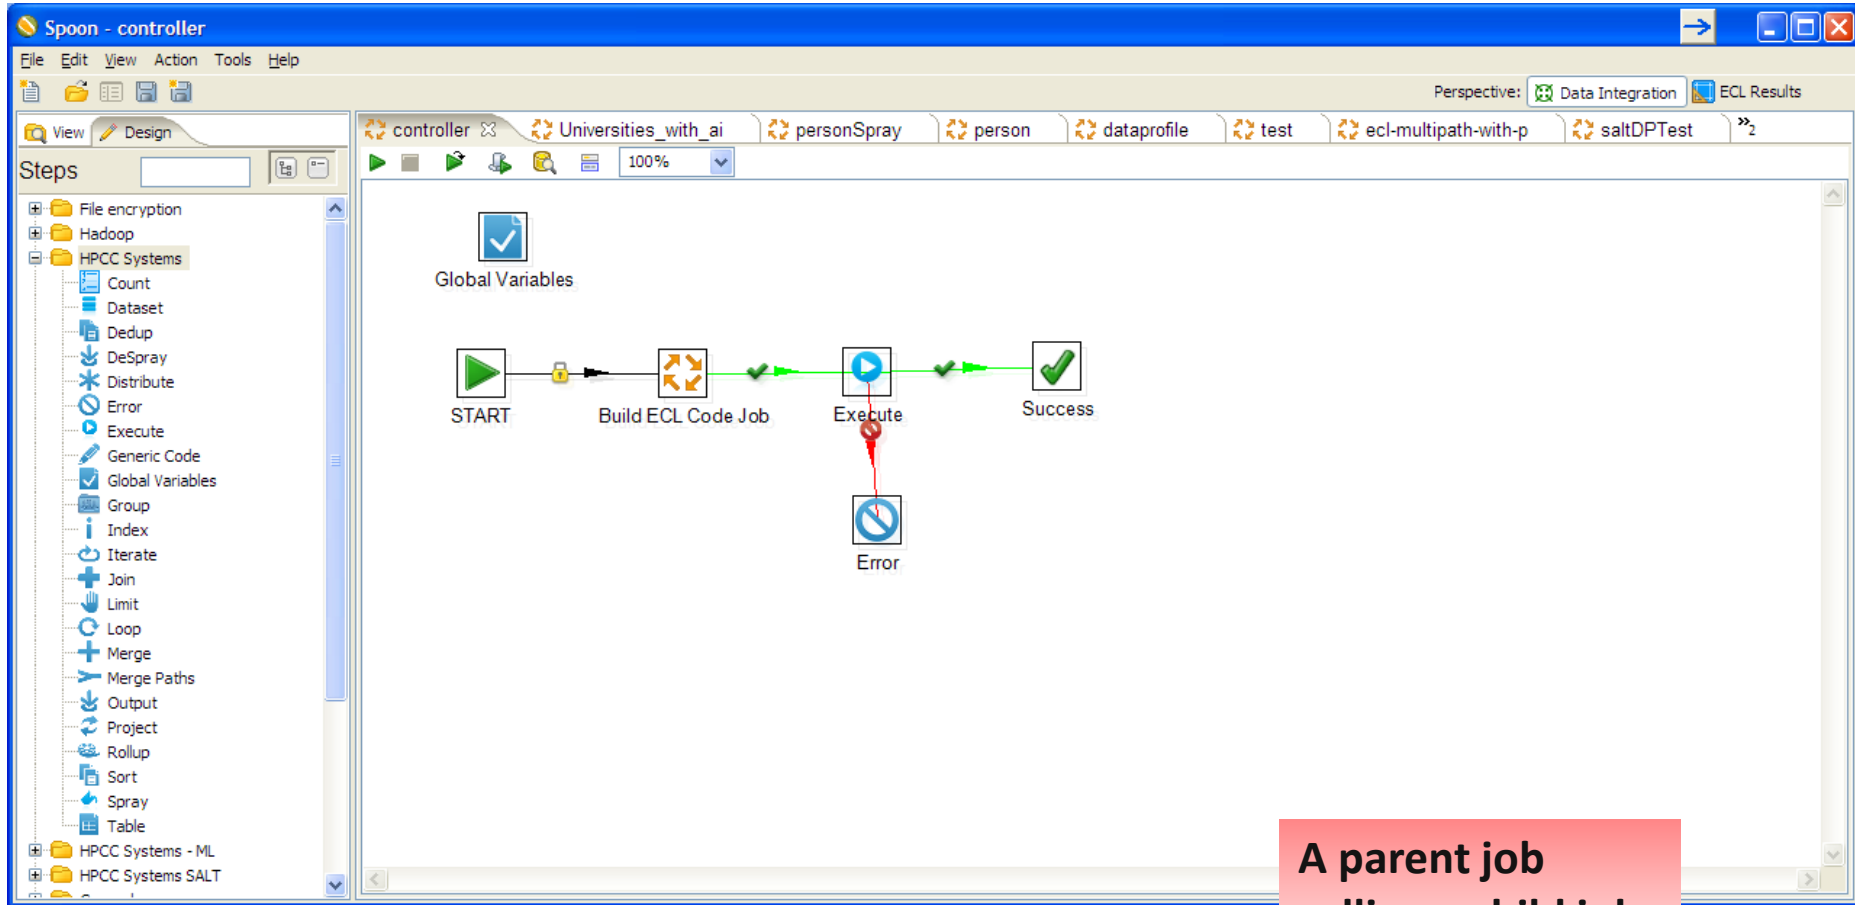 Spoon - controller
File Edit View Action Tools Help
Perspective: Data Integration ECL Results
View Design
controller Universities_with_ai personSpray person dataprofile test ecl-multipath-with-p saltDPTest »2
Steps
100%
File encryption
Hadoop
HPCC Systems
Count
Dataset
Dedup
DeSpray
Distribute
Error
Execute
Generic Code
Global Variables
Group
Index
Iterate
Join
Limit
Loop
Merge
Merge Paths
Output
Project
Rollup
Sort
Spray
Table
HPCC Systems - ML
HPCC Systems SALT
Global Variables
START
Build ECL Code Job
Execute
Success
Error
A parent job